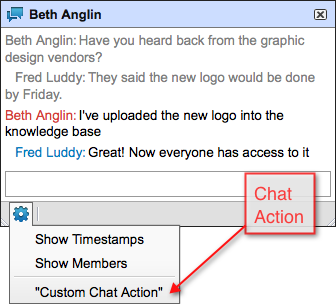 Beth Anglin
Beth Anglin: Have you heard back from the graphic
design vendors?
Fred Luddy: They said the new logo would be done
by Friday.
Beth Anglin: I've uploaded the new logo into the
knowledge base
Fred Luddy: Great! Now everyone has access to it
Chat
Action
Show Timestamps
Show Members
"Custom Chat Action"